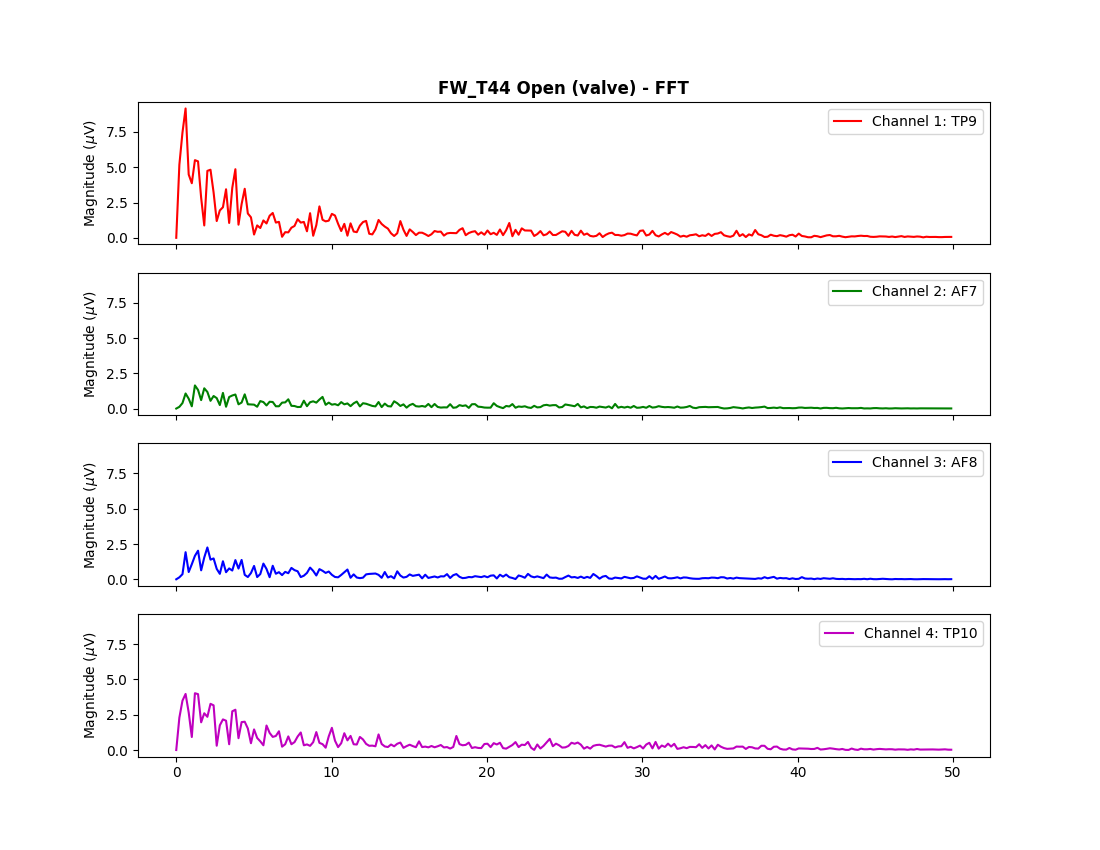 FW_T44 Open (valve) - FFT
Magnitude (μV)
7.5
5.0
2.5
0.0
Channel 1: TP9
Magnitude (μV)
7.5
5.0
2.5
0.0
Channel 2: AF7
Magnitude (μV)
7.5
5.0
2.5
0.0
Channel 3: AF8
Magnitude (μV)
7.5
5.0
2.5
0.0
Channel 4: TP10
0 10 20 30 40 50